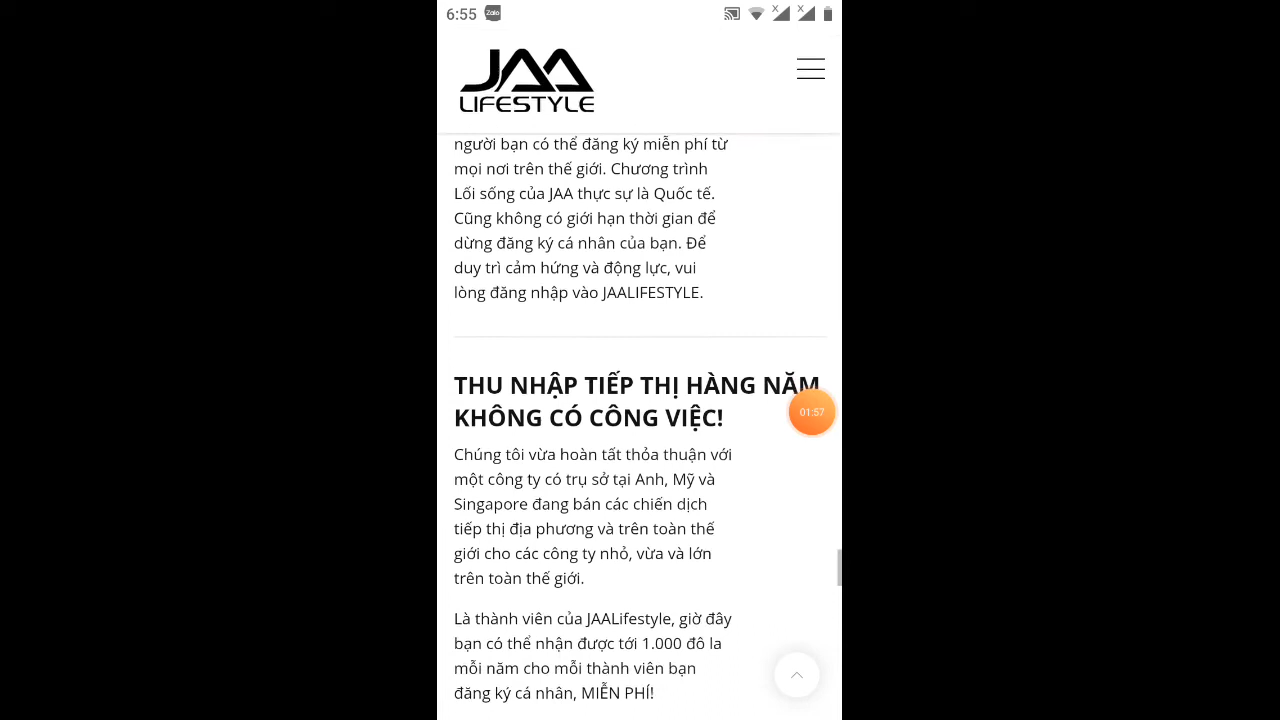 6:55
Zalo
JAA
LIFESTYLE
người bạn có thể đăng ký miễn phí từ
mọi nơi trên thế giới. Chương trình
Lối sống của JAA thực sự là Quốc tế.
Cũng không có giới hạn thời gian để
dừng đăng ký cá nhân của bạn. Để
duy trì cảm hứng và động lực, vui
lòng đăng nhập vào JAALIFESTYLE.
THU NHẬP TIẾP THỊ HÀNG NĂM
KHÔNG CÓ CÔNG VIỆC!
01:57
Chúng tôi vừa hoàn tất thỏa thuận với
một công ty có trụ sở tại Anh, Mỹ và
Singapore đang bán các chiến dịch
tiếp thị địa phương và trên toàn thế
giới cho các công ty nhỏ, vừa và lớn
trên toàn thế giới.
Là thành viên của JAALifestyle, giờ đây
bạn có thể nhận được tới 1.000 đô la
mỗi năm cho mỗi thành viên bạn
đăng ký cá nhân, MIỄN PHÍ!